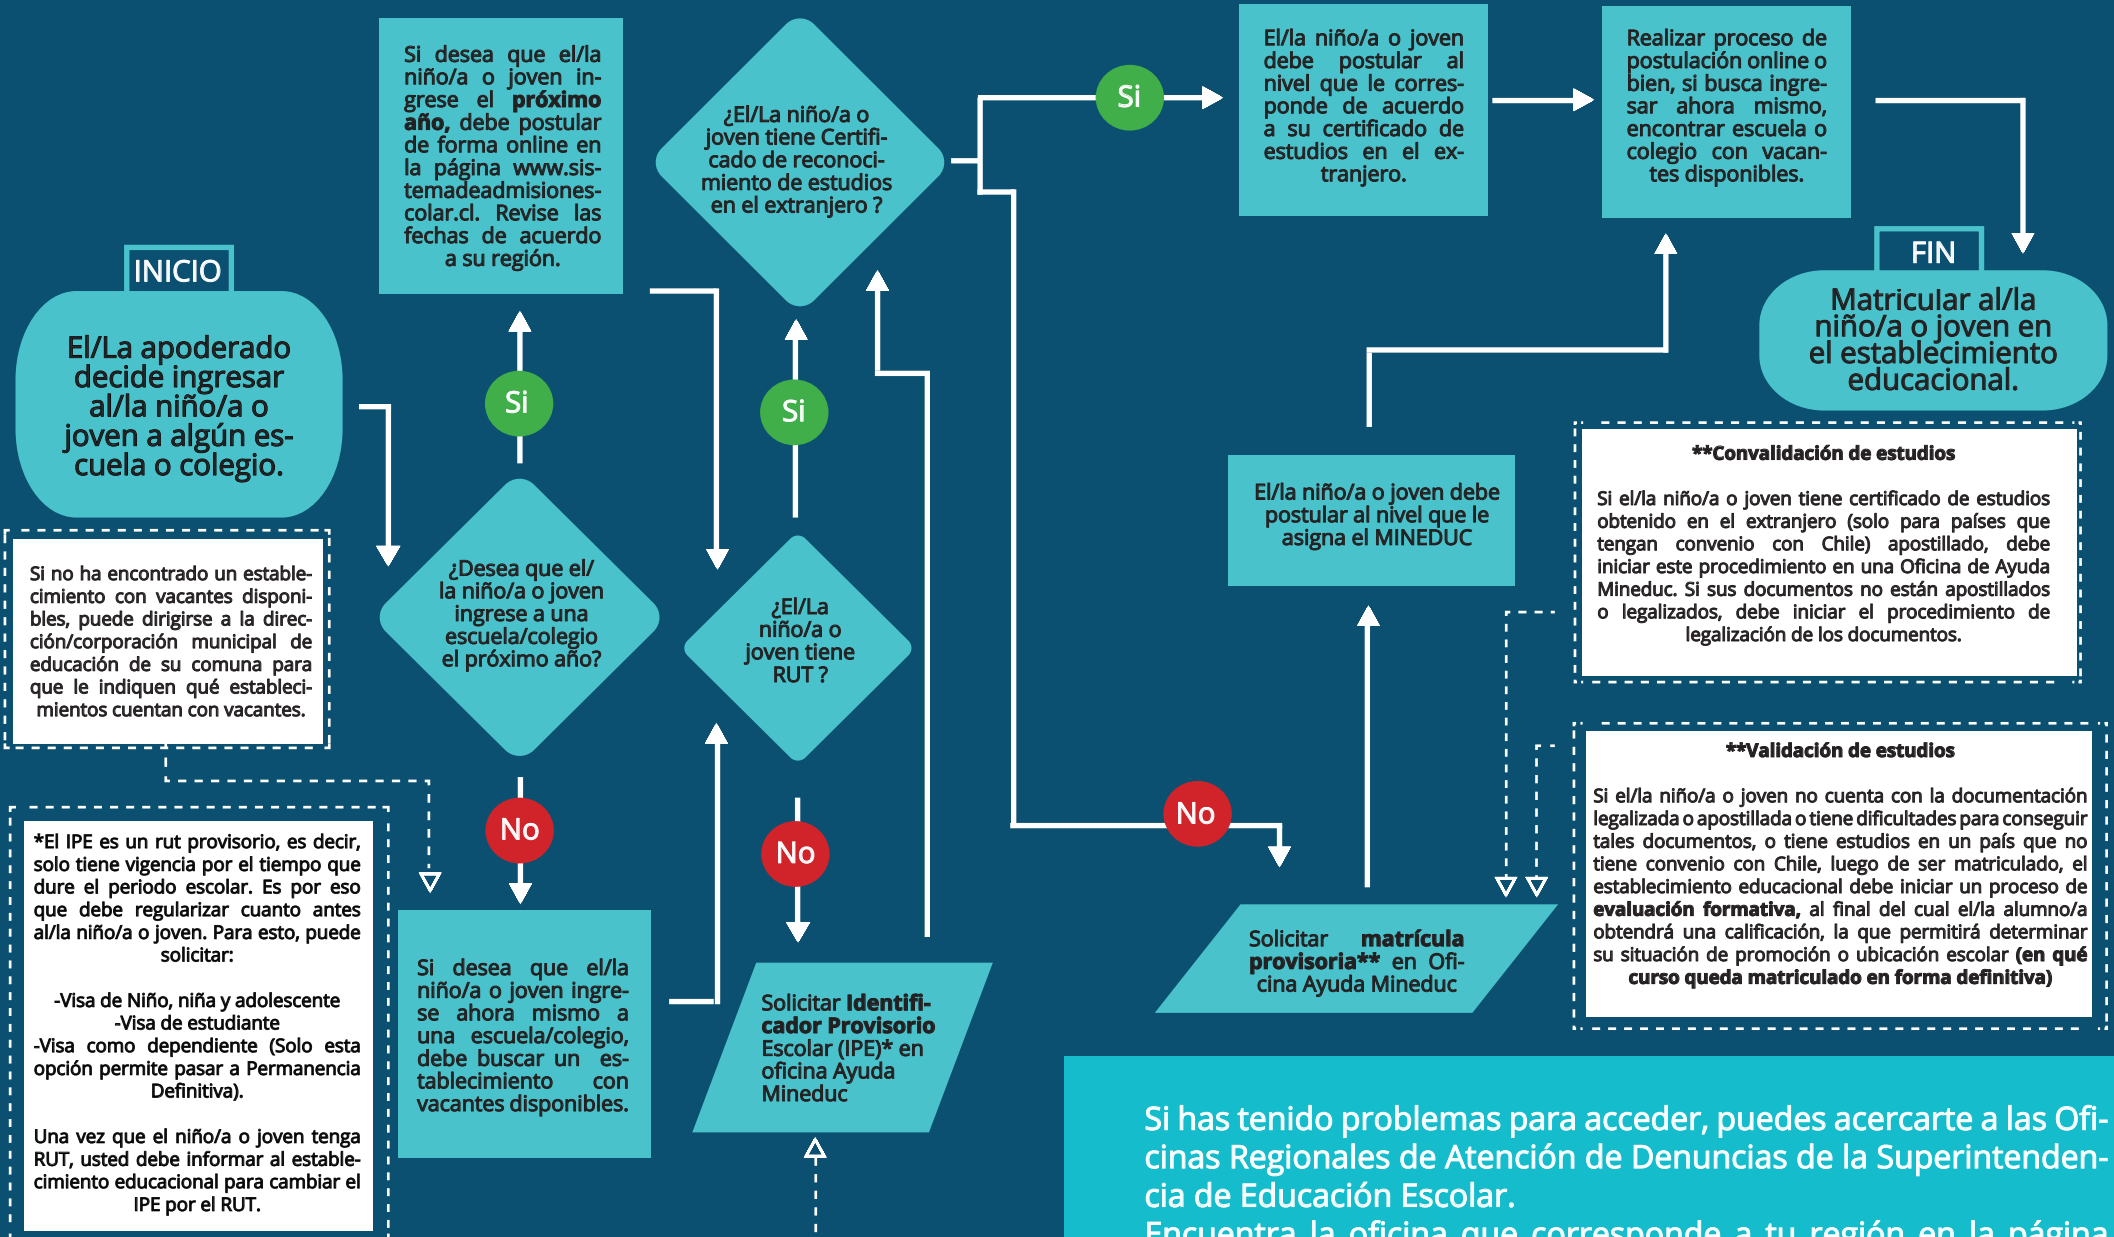 INICIO
El/La apoderado
decide ingresar
al/la niño/a o
joven a algún es-
cuela o colegio.
Si no ha encontrado un estable-
cimiento con vacantes disponi-
bles, puede dirigirse a la direc-
ción/corporación municipal de
educación de su comuna para
que le indiquen qué estableci-
mientos cuentan con vacantes.
*El IPE es un rut provisorio, es decir,
solo tiene vigencia por el tiempo que
dure el periodo escolar. Es por eso
que debe regularizar cuanto antes
al/la niño/a o joven. Para esto, puede
solicitar:
-Visa de Niño, niña y adolescente
-Visa de estudiante
-Visa como dependiente (Solo esta
opción permite pasar a Permanencia
Definitiva).
Una vez que el niño/a o joven tenga
RUT, usted debe informar al estable-
cimiento educacional para cambiar el
IPE por el RUT.
Si desea que el/la
niño/a o joven in-
grese el próximo
año, debe postular
de forma online en
la página www.sis-
temadeadmisiones-
colar.cl. Revise las
fechas de acuerdo
a su región.
Si
¿Desea que el/
la niño/a o joven
ingrese a una
escuela/colegio
el próximo año?
No
Si desea que el/la
niño/a o joven ingre-
se ahora mismo a
una escuela/colegio,
debe buscar un es-
tablecimiento con
vacantes disponibles.
¿El/La niño/a o
joven tiene Certifi-
cado de reconoci-
miento de estudios
en el extranjero ?
Si
¿El/La
niño/a o
joven tiene
RUT ?
No
Solicitar Identifi-
cador Provisorio
Escolar (IPE)* en
oficina Ayuda
Mineduc
Si
El/la niño/a o joven
debe postular al
nivel que le corres-
ponde de acuerdo
a su certificado de
estudios en el ex-
tranjero.
Realizar proceso de
postulación online o
bien, si busca ingre-
sar ahora mismo,
encontrar escuela o
colegio con vacan-
tes disponibles.
FIN
Matricular al/la
niño/a o joven en
el establecimiento
educacional.
El/la niño/a o joven debe
postular al nivel que le
asigna el MINEDUC
No
Solicitar matrícula
provisoria** en Ofi-
cina Ayuda Mineduc
**Convalidación de estudios
Si el/la niño/a o joven tiene certificado de estudios
obtenido en el extranjero (solo para países que
tengan convenio con Chile) apostillado, debe
iniciar este procedimiento en una Oficina de Ayuda
Mineduc. Si sus documentos no están apostillados
o legalizados, debe iniciar el procedimiento de
legalización de los documentos.
**Validación de estudios
Si el/la niño/a o joven no cuenta con la documentación
legalizada o apostillada o tiene dificultades para conseguir
tales documentos, o tiene estudios en un país que no
tiene convenio con Chile, luego de ser matriculado, el
establecimiento educacional debe iniciar un proceso de
evaluación formativa, al final del cual el/la alumno/a
obtendrá una calificación, la que permitirá determinar
su situación de promoción o ubicación escolar (en qué
curso queda matriculado en forma definitiva)
Si has tenido problemas para acceder, puedes acercarte a las Ofi-
cinas Regionales de Atención de Denuncias de la Superintenden-
cia de Educación Escolar.
Encuentra la oficina que corresponde a tu región en la página